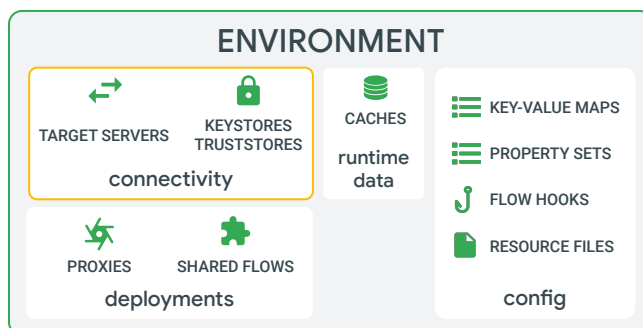 ENVIRONMENT
TARGET SERVERS
KEYSTORES
TRUSTSTORES
connectivity
CACHES
runtime
data
KEY-VALUE MAPS
PROPERTY SETS
FLOW HOOKS
RESOURCE FILES
config
PROXIES
SHARED FLOWS
deployments